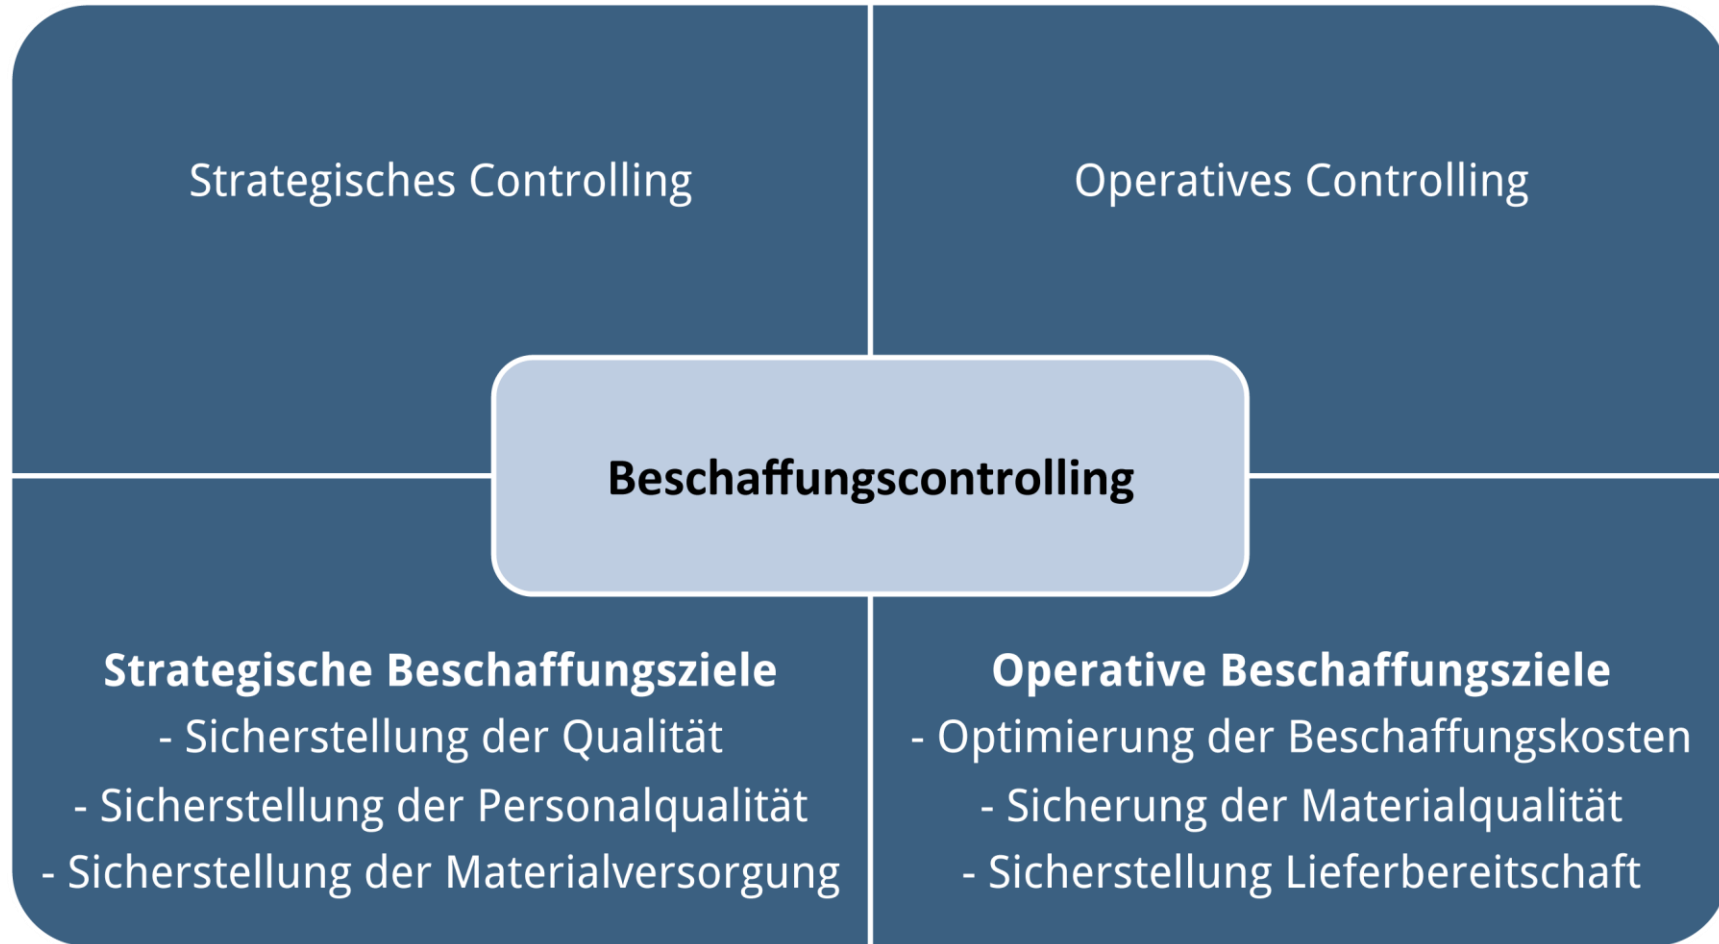 Strategisches Controlling
Operatives Controlling
Beschaffungscontrolling
Strategische Beschaffungsziele
- Sicherstellung der Qualität
- Sicherstellung der Personalqualität
- Sicherstellung der Materialversorgung
Operative Beschaffungsziele
- Optimierung der Beschaffungskosten
- Sicherung der Materialqualität
- Sicherstellung Lieferbereitschaft